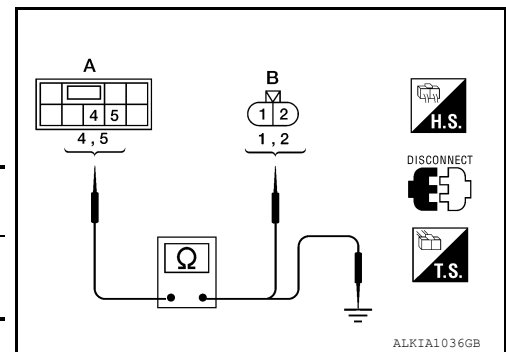 A
B
4 5
1 2
4 , 5
1 , 2
H.S.
DISCONNECT
Ω
T.S.
ALKIA1036GB